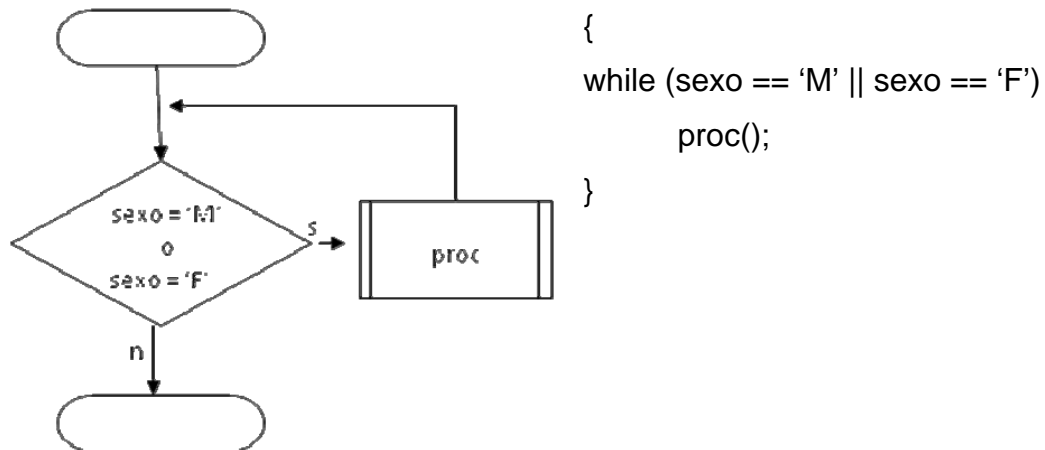 sexo = 'M'
o
sexo = 'F'
s
proc
n
{
while (sexo == ‘M’ || sexo == ‘F’)
proc();
}